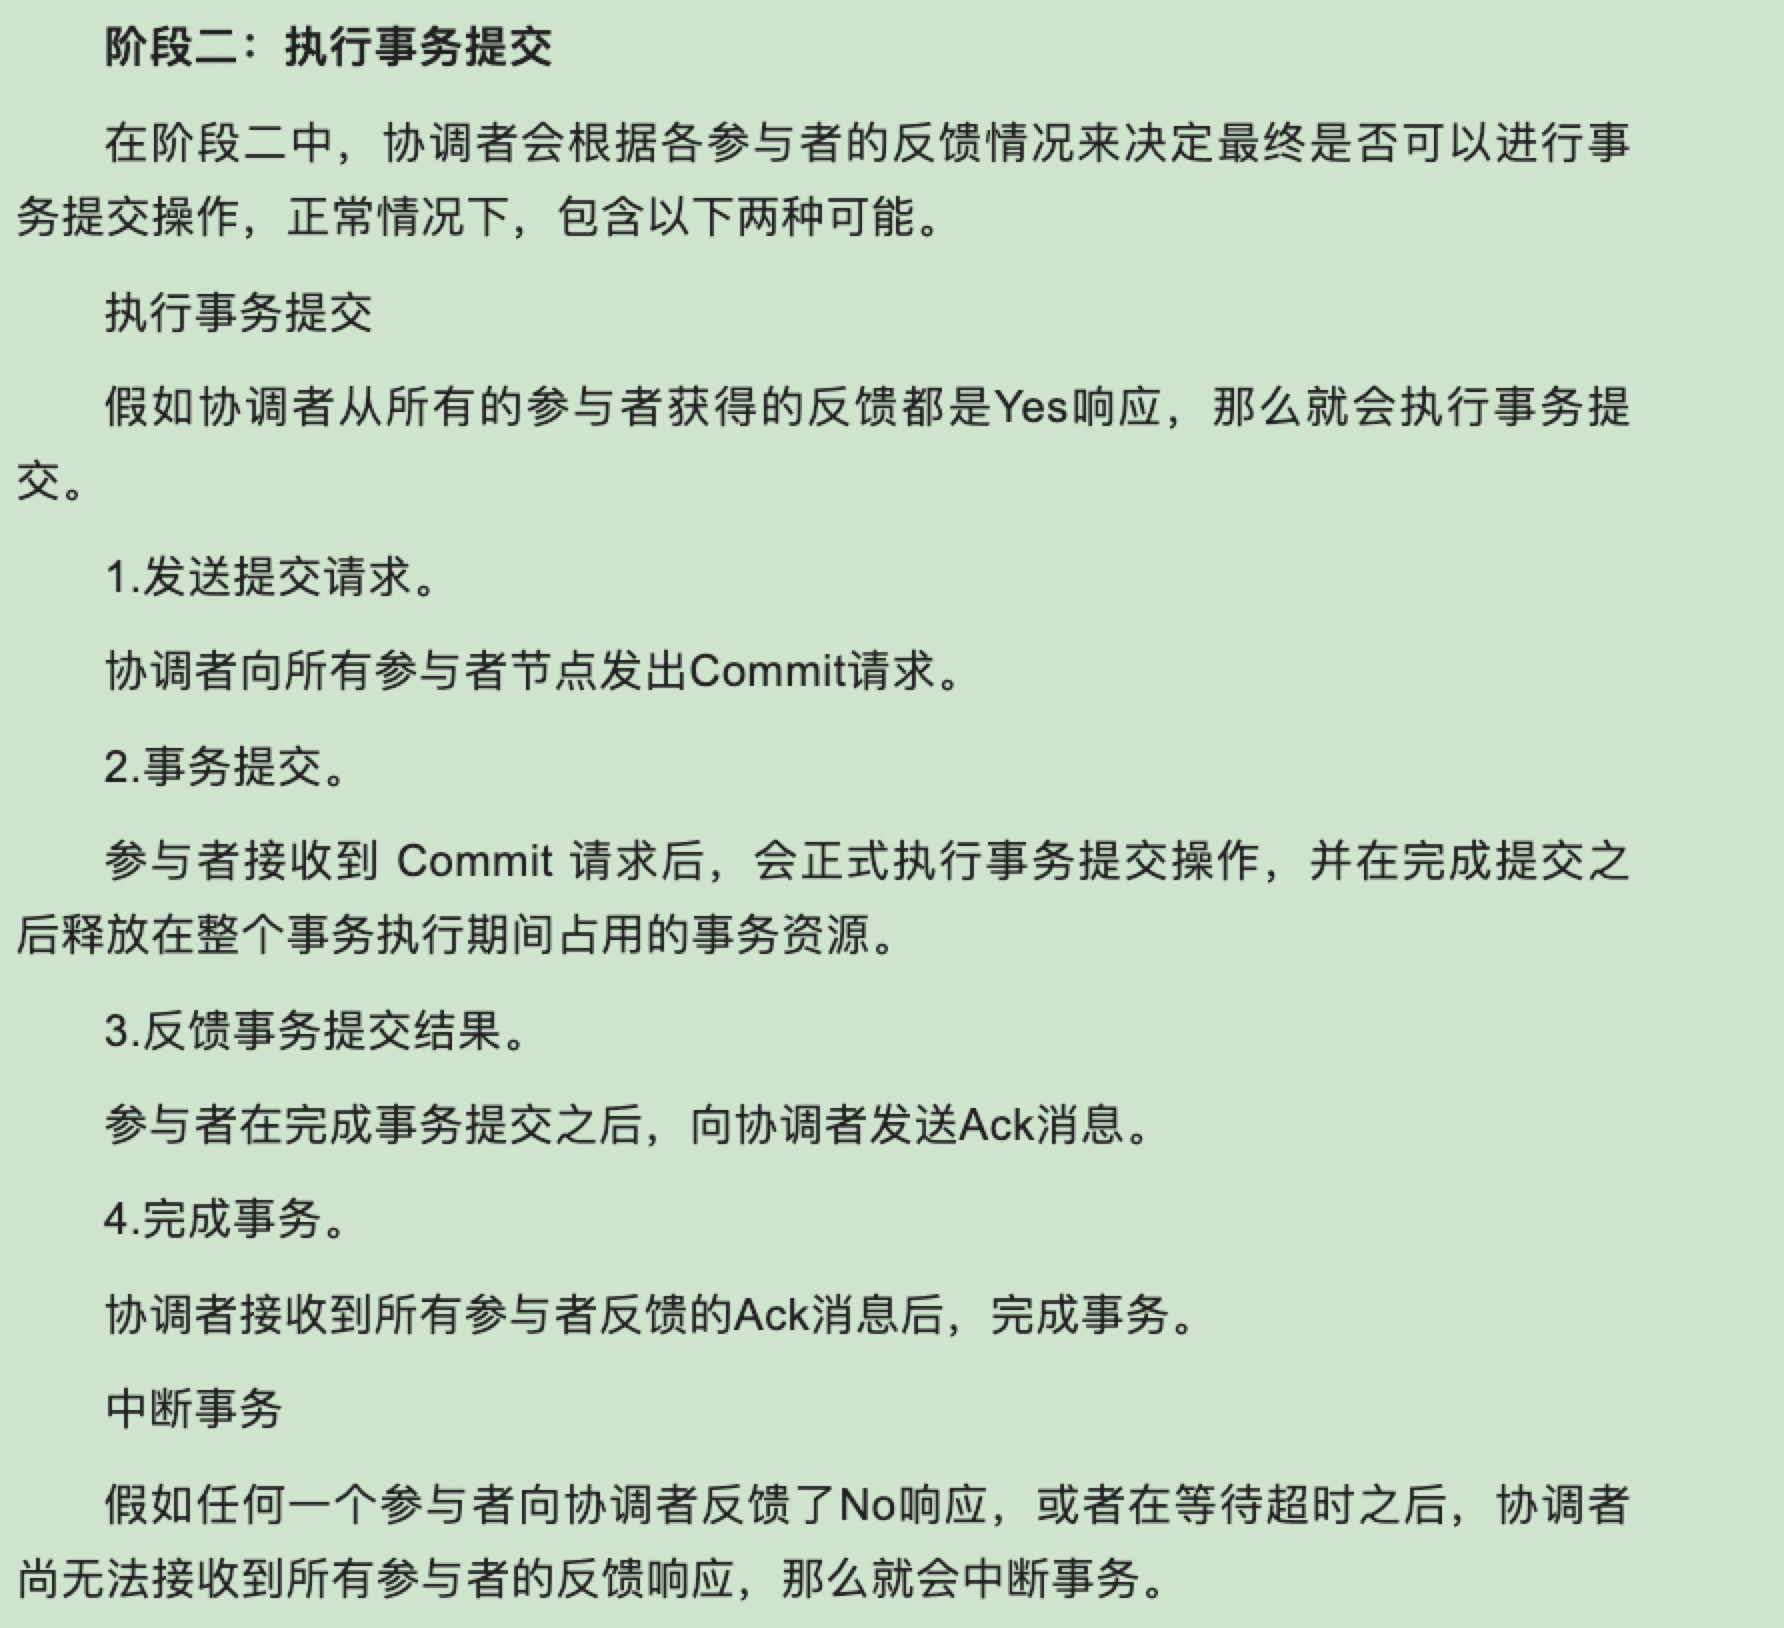 阶段二：执行事务提交
在阶段二中，协调者会根据各参与者的反馈情况来决定最终是否可以进行事
务提交操作，正常情况下，包含以下两种可能。
执行事务提交
假如协调者从所有的参与者获得的反馈都是Yes响应，那么就会执行事务提
交。
1.发送提交请求。
协调者向所有参与者节点发出Commit请求。
2.事务提交。
参与者接收到 Commit 请求后，会正式执行事务提交操作，并在完成提交之
后释放在整个事务执行期间占用的事务资源。
3.反馈事务提交结果。
参与者在完成事务提交之后，向协调者发送Ack消息。
4.完成事务。
协调者接收到所有参与者反馈的Ack消息后，完成事务。
中断事务
假如任何一个参与者向协调者反馈了No响应，或者在等待超时之后，协调者
尚无法接收到所有参与者的反馈响应，那么就会中断事务。